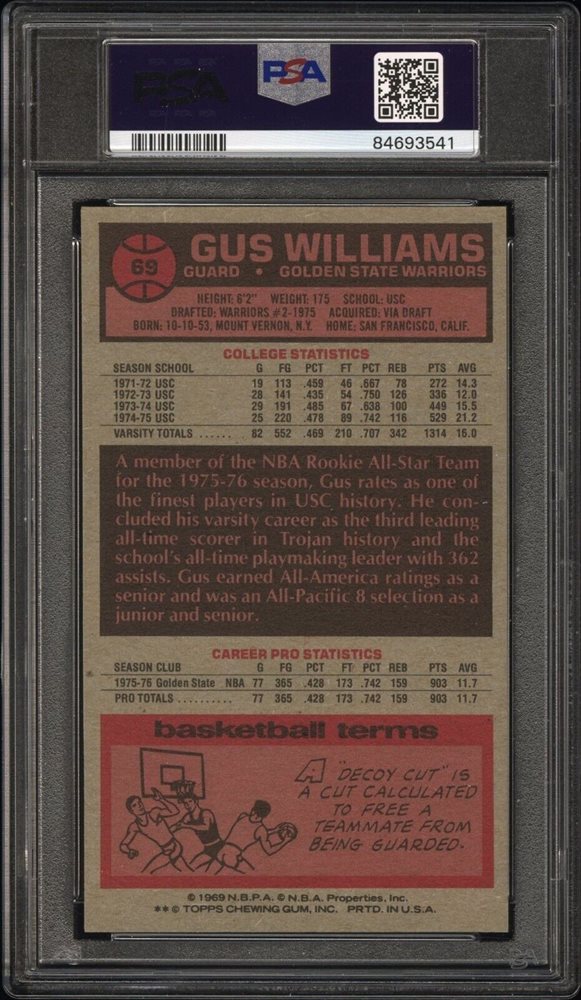 PSA
PSA
84693541
69
GUS WILLIAMS
GUARD • GOLDEN STATE WARRIORS
HEIGHT: 6'2" WEIGHT: 175 SCHOOL: USC
DRAFTED: WARRIORS #2-1975 ACQUIRED: VIA DRAFT
BORN: 10-10-53, MOUNT VERNON, N.Y. HOME: SAN FRANCISCO, CALIF.
COLLEGE STATISTICS
SEASON SCHOOL G FG PCT FT PCT REB PTS AVG
1971-72 USC 19 113 .459 46 .667 78 272 14.3
1972-73 USC 28 141 .435 54 .750 126 336 12.0
1973-74 USC 29 191 .485 67 .638 100 449 15.5
1974-75 USC 25 220 .478 89 .742 116 529 21.2
VARSITY TOTALS ...... 82 552 .469 210 .707 342 1314 16.0
A member of the NBA Rookie All-Star Team
for the 1975-76 season, Gus rates as one of
the finest players in USC history. He con-
cluded his varsity career as the third leading
all-time scorer in Trojan history and the
school's all-time playmaking leader with 362
assists. Gus earned All-America ratings as a
senior and was an All-Pacific 8 selection as a
junior and senior.
CAREER PRO STATISTICS
SEASON CLUB G FG PCT FT PCT REB PTS AVG
1975-76 Golden State NBA 77 365 .428 173 .742 159 903 11.7
PRO TOTALS .......... 77 365 .428 173 .742 159 903 11.7
basketball terms
A "DECOY CUT" IS
A CUT CALCULATED
TO FREE A
TEAMMATE FROM
BEING GUARDED.
© 1969 N.B.P.A. © N.B.A. Properties, Inc.
** © TOPPS CHEWING GUM, INC. PRTD. IN U.S.A.